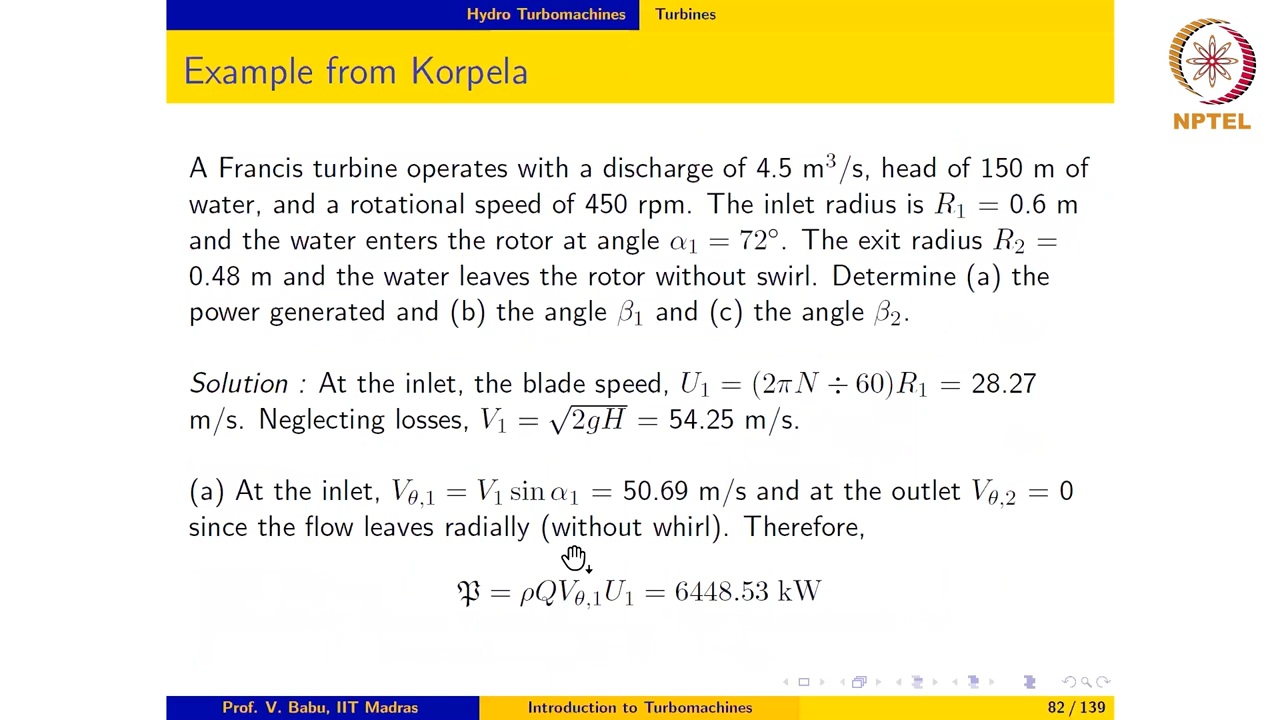 Hydro Turbomachines Turbines
Example from Korpela
NPTEL
A Francis turbine operates with a discharge of 4.5 m³/s, head of 150 m of
water, and a rotational speed of 450 rpm. The inlet radius is R₁ = 0.6 m
and the water enters the rotor at angle α₁ = 72°. The exit radius R₂ =
0.48 m and the water leaves the rotor without swirl. Determine (a) the
power generated and (b) the angle β₁ and (c) the angle β₂.
Solution : At the inlet, the blade speed, U₁ = (2πN ÷ 60)R₁ = 28.27
m/s. Neglecting losses, V₁ = √2gH = 54.25 m/s.
(a) At the inlet, Vθ,1 = V₁ sin α₁ = 50.69 m/s and at the outlet Vθ,2 = 0
since the flow leaves radially (without whirl). Therefore,
𝔓 = ρQVθ,1U₁ = 6448.53 kW
Prof. V. Babu, IIT Madras Introduction to Turbomachines 82 / 139